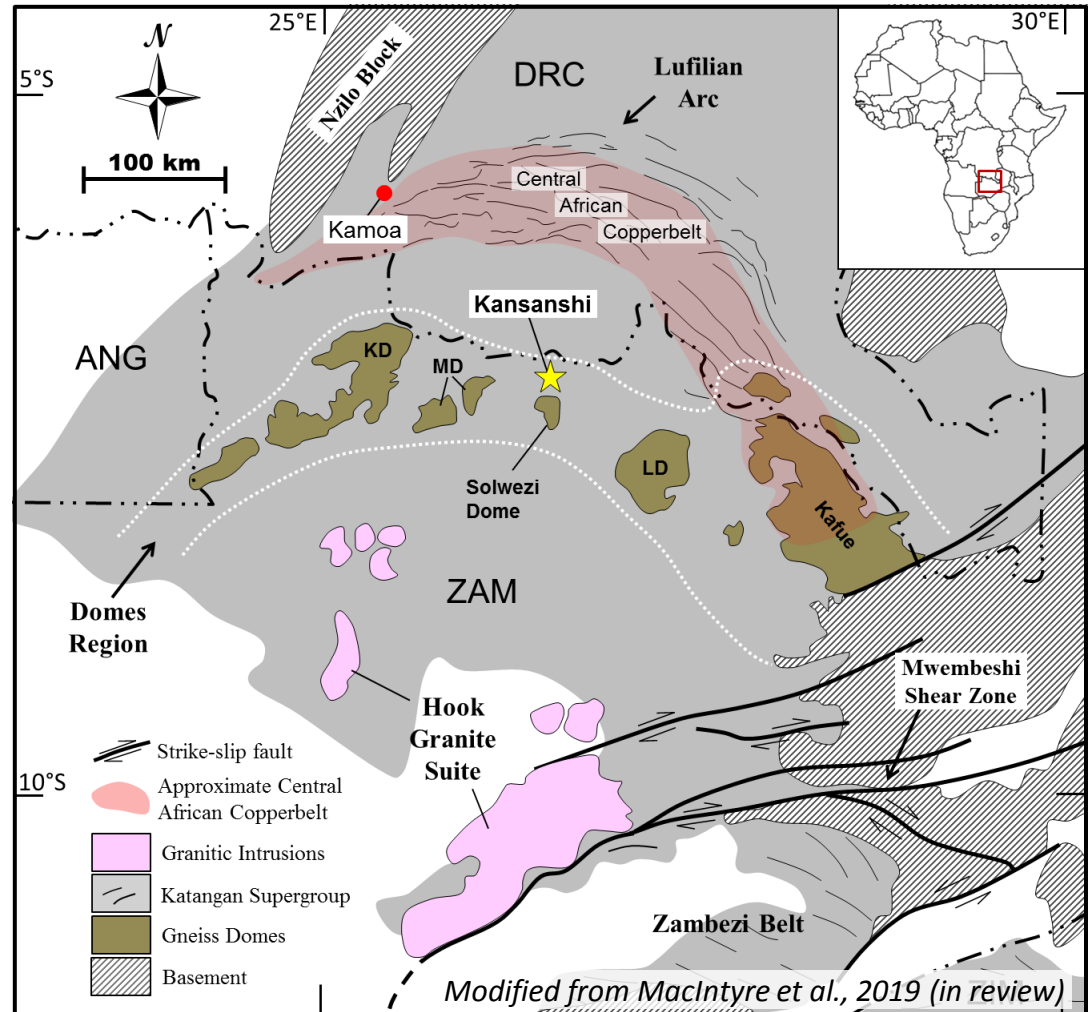 25°E
30°E
N
5°S
Nzilo Block
DRC
Lufilian
Arc
100 km
Central
African
Copperbelt
Kamoa
Kansanshi
ANG
KD
MD
Solwezi
Dome
LD
Kafue
ZAM
Domes
Region
Mwembeshi
Shear Zone
Hook
Granite
Suite
10°S
Strike-slip fault
Approximate Central
African Copperbelt
Granitic Intrusions
Katangan Supergroup
Gneiss Domes
Basement
Zambezi Belt
Modified from MacIntyre et al., 2019 (in review)